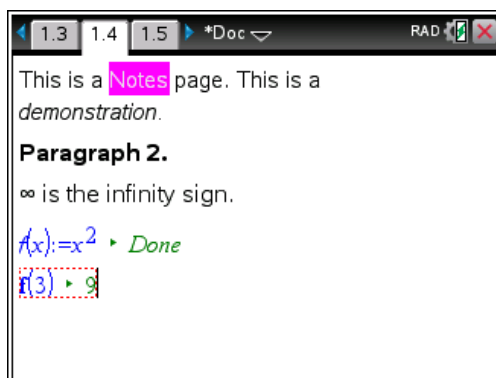 1.3 1.4 1.5 *Doc RAD
This is a Notes page. This is a
demonstration.
Paragraph 2.
∞ is the infinity sign.
f(x):=x² ▸ Done
f(3) ▸ 9